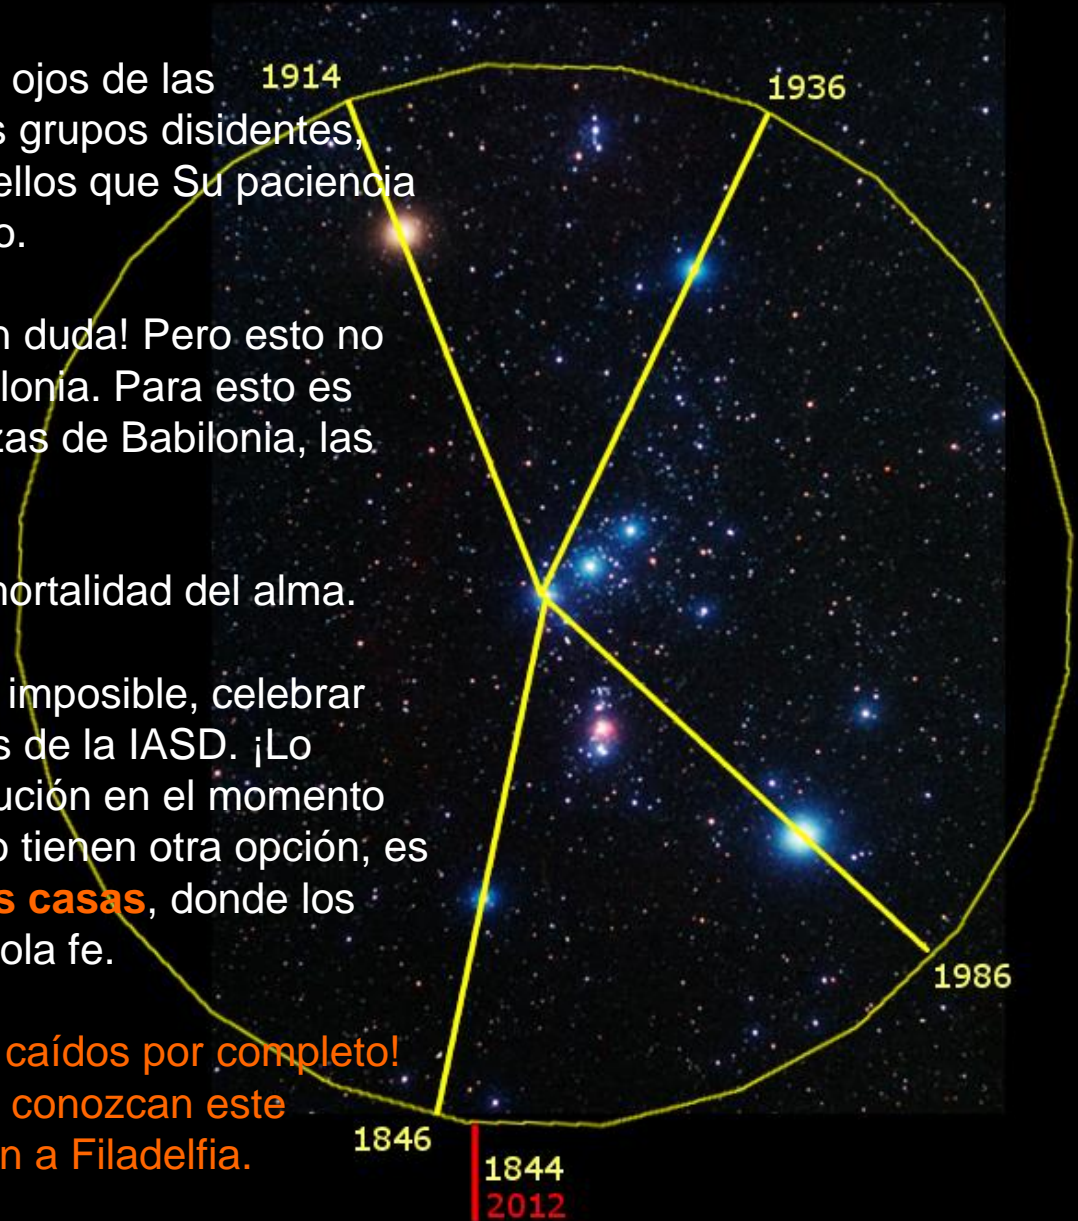 ojos de las
s grupos disidentes,
ellos que Su paciencia
o.
n duda! Pero esto no
ilonia. Para esto es
zas de Babilonia, las
mortalidad del alma.
imposible, celebrar
s de la IASD. ¡Lo
ución en el momento
o tienen otra opción, es
s casas, donde los
ola fe.
caídos por completo!
conozcan este
n a Filadelfia.
1914
1936
1986
1846
1844
2012